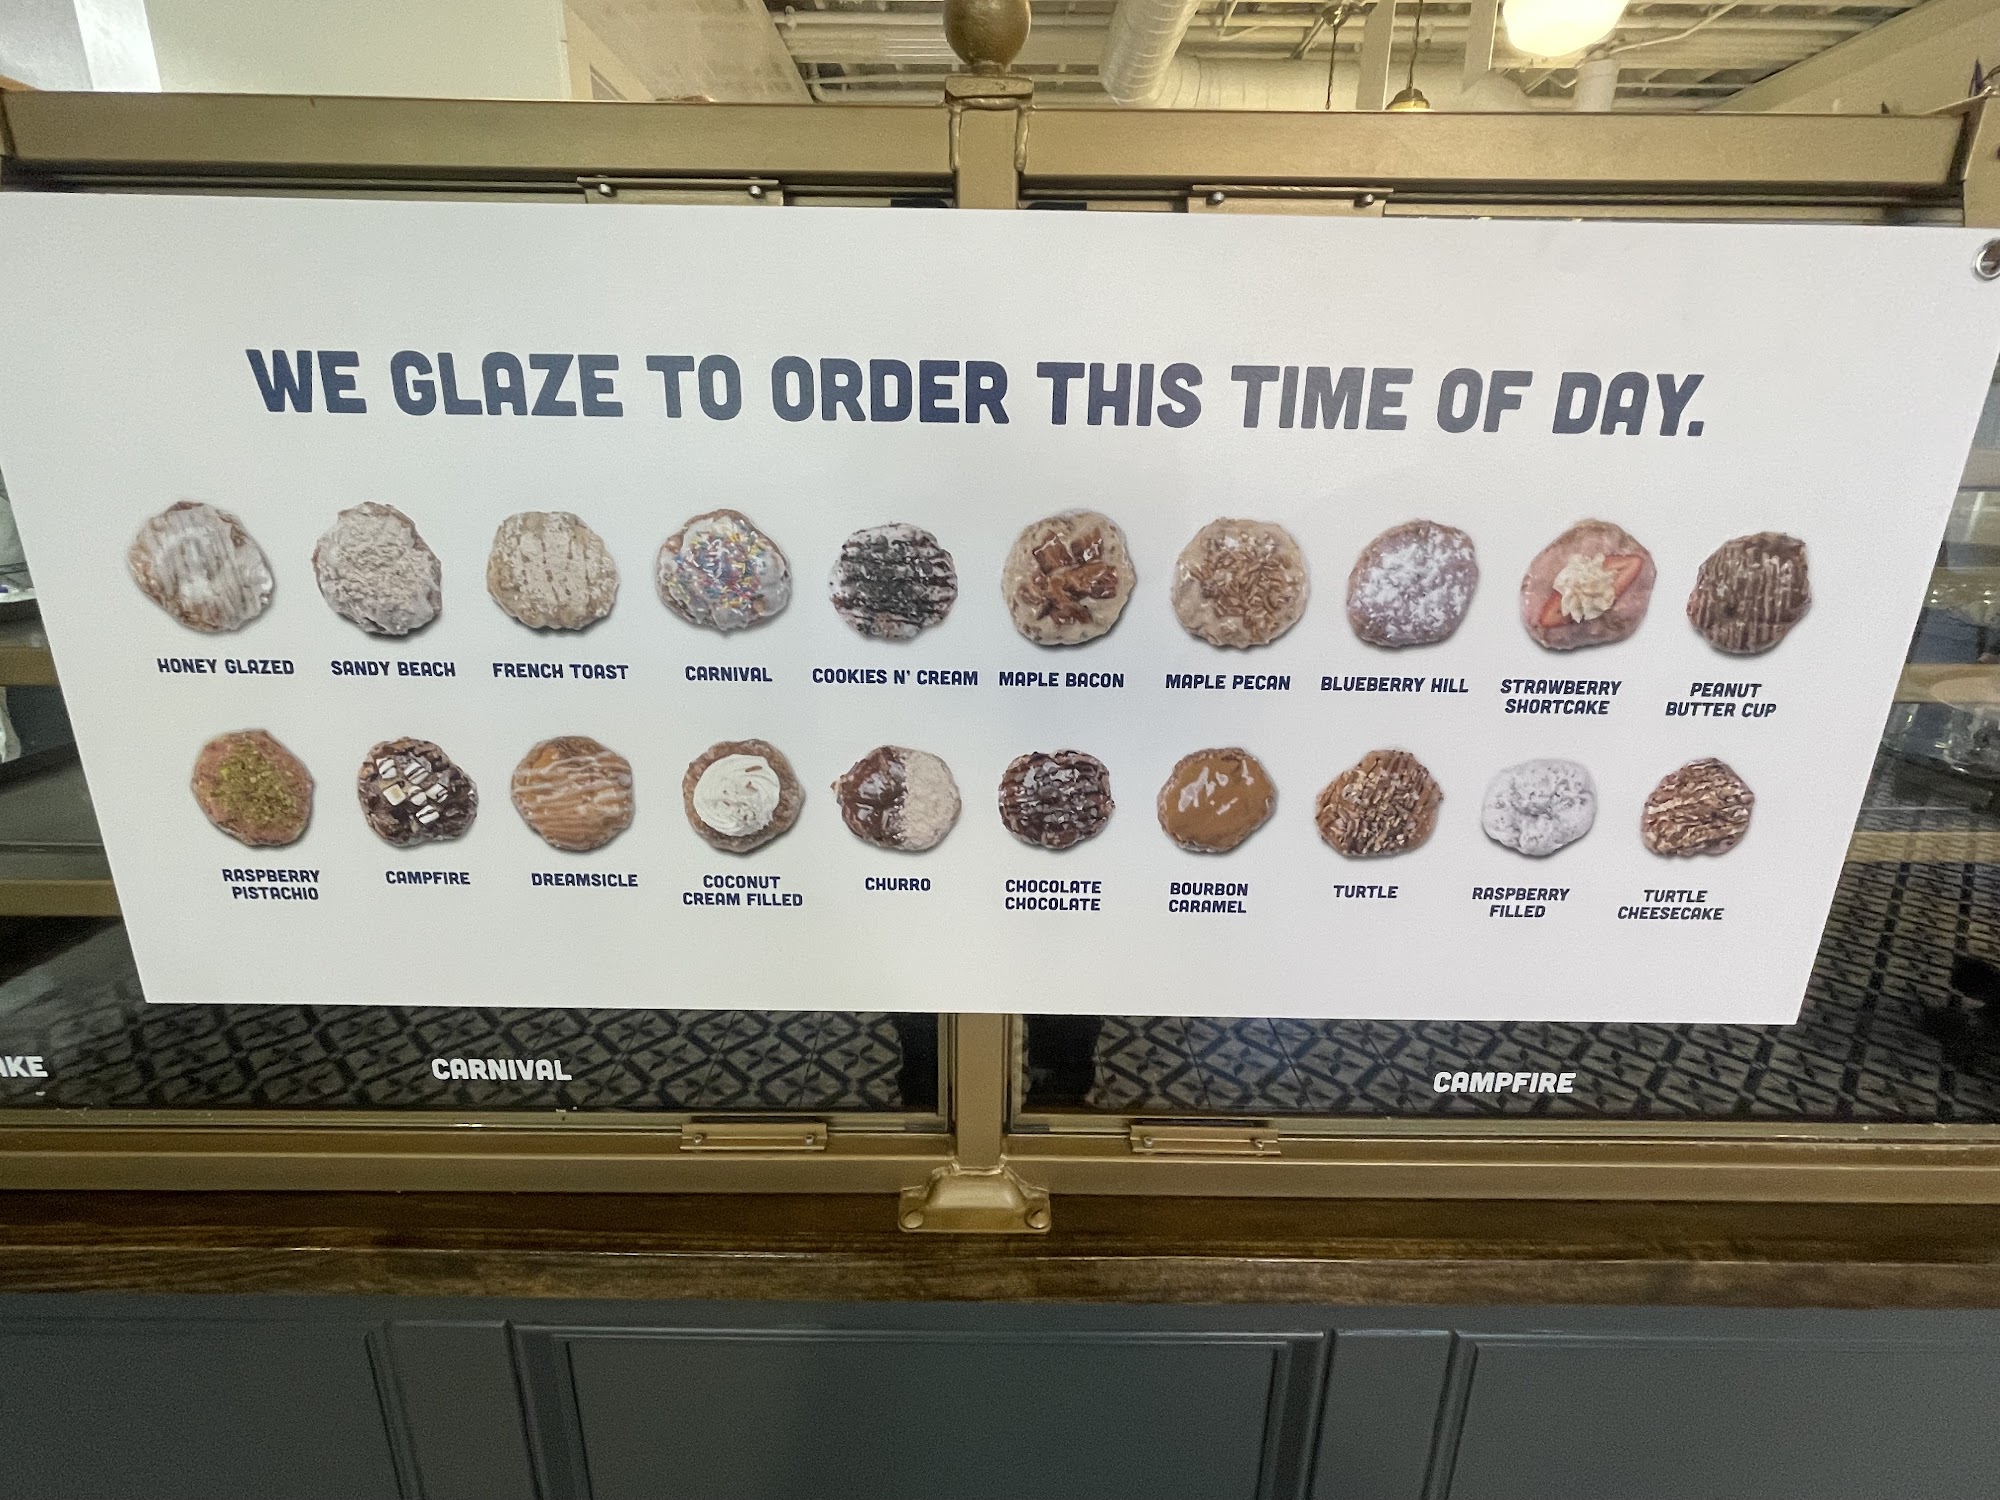 WE GLAZE TO ORDER THIS TIME OF DAY.
HONEY GLAZED
SANDY BEACH
FRENCH TOAST
CARNIVAL
COOKIES N' CREAM
MAPLE BACON
MAPLE PECAN
BLUEBERRY HILL
STRAWBERRY
SHORTCAKE
PEANUT
BUTTER CUP
RASPBERRY
PISTACHIO
CAMPFIRE
DREAMSICLE
COCONUT
CREAM FILLED
CHURRO
CHOCOLATE
CHOCOLATE
BOURBON
CARAMEL
TURTLE
RASPBERRY
FILLED
TURTLE
CHEESECAKE
CARNIVAL
CAMPFIRE